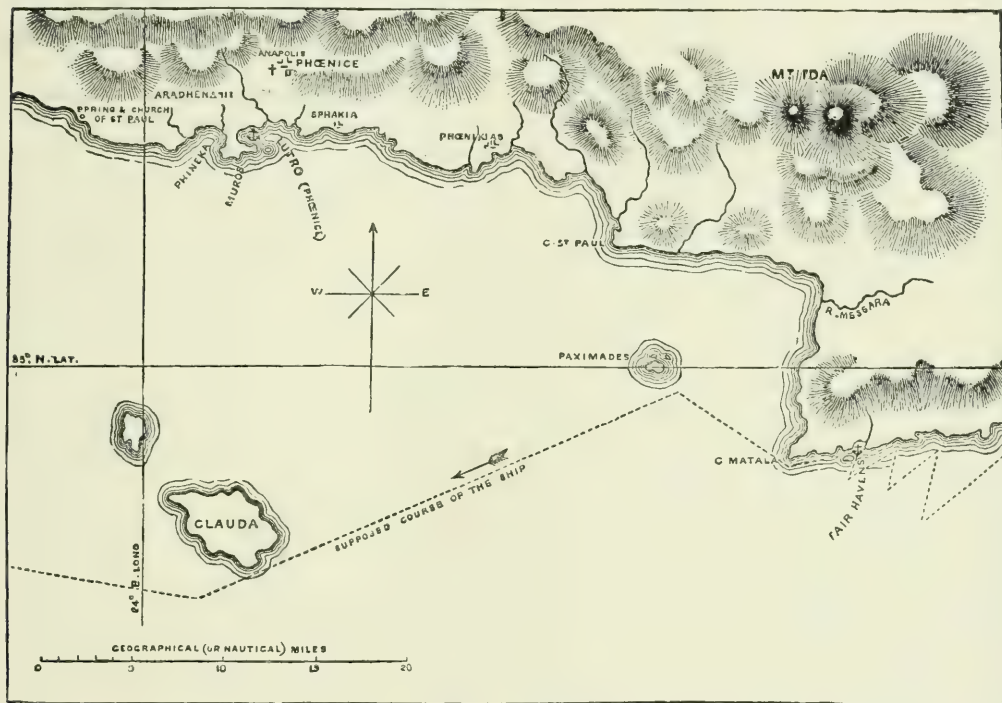 ANAPOLIS
PHŒNICE
MT IDA
ARADHENA
SPRING & CHURCH
OF ST PAUL
SPHAKIA
PHŒNIKIAS
PHINEKA
MUROS
LUTRO (PHŒNICE)
C. ST PAUL
W
E
R. MESSARA
35° N. LAT.
PAXIMADES
C MATALA
FAIR HAVENS
CLAUDA
SUPPOSED COURSE OF THE SHIP
24° E. LONG
GEOGRAPHICAL (OR NAUTICAL) MILES
0 5 10 15 20